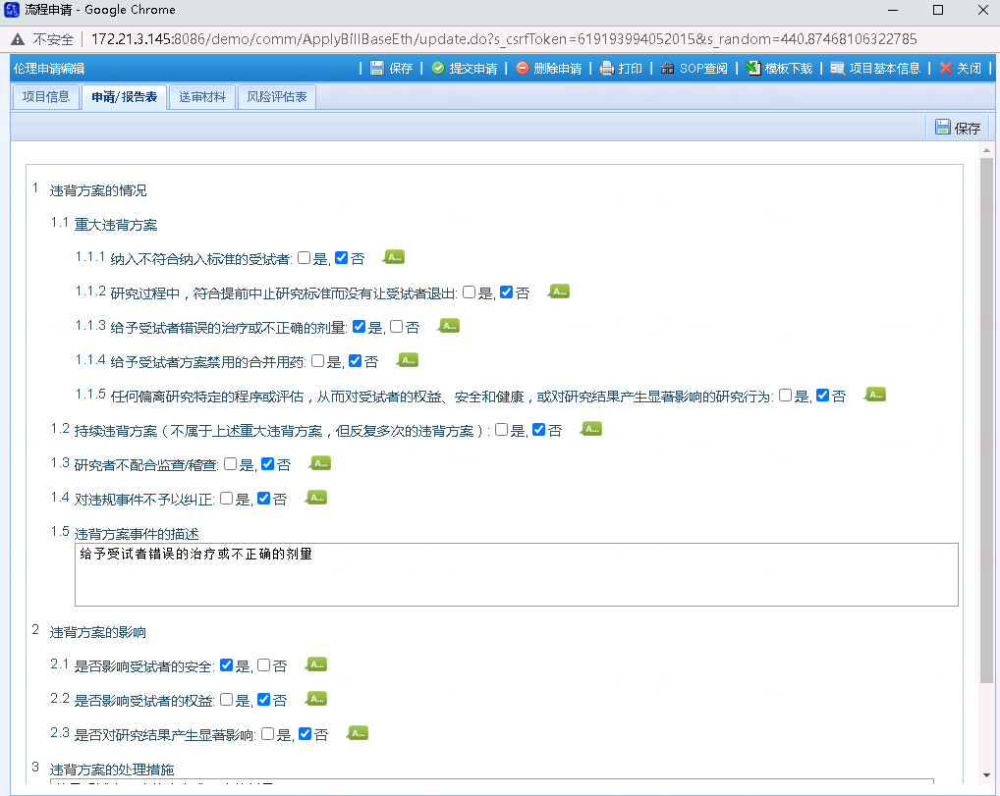 流程申请 - Google Chrome
不安全 | 172.21.3.145:8086/demo/comm/ApplyBillBaseEth/update.do?s_csrfToken=619193994052015&s_random=440.87468106322785
伦理申请编辑 | 保存 | 提交申请 | 删除申请 | 打印 | SOP查阅 | 模板下载 | 项目基本信息 | 关闭
项目信息 申请/报告表 送审材料 风险评估表
保存
1 违背方案的情况
1.1 重大违背方案
1.1.1 纳入不符合纳入标准的受试者: 是, 否 A...
1.1.2 研究过程中，符合提前中止研究标准而没有让受试者退出: 是, 否 A...
1.1.3 给予受试者错误的治疗或不正确的剂量: 是, 否 A...
1.1.4 给予受试者方案禁用的合并用药: 是, 否 A...
1.1.5 任何偏离研究特定的程序或评估，从而对受试者的权益、安全和健康，或对研究结果产生显著影响的研究行为: 是, 否 A...
1.2 持续违背方案（不属于上述重大违背方案，但反复多次的违背方案）: 是, 否 A...
1.3 研究者不配合监查/稽查: 是, 否 A...
1.4 对违规事件不予以纠正: 是, 否 A...
1.5 违背方案事件的描述
给予受试者错误的治疗或不正确的剂量
2 违背方案的影响
2.1 是否影响受试者的安全: 是, 否 A...
2.2 是否影响受试者的权益: 是, 否 A...
2.3 是否对研究结果产生显著影响: 是, 否 A...
3 违背方案的处理措施